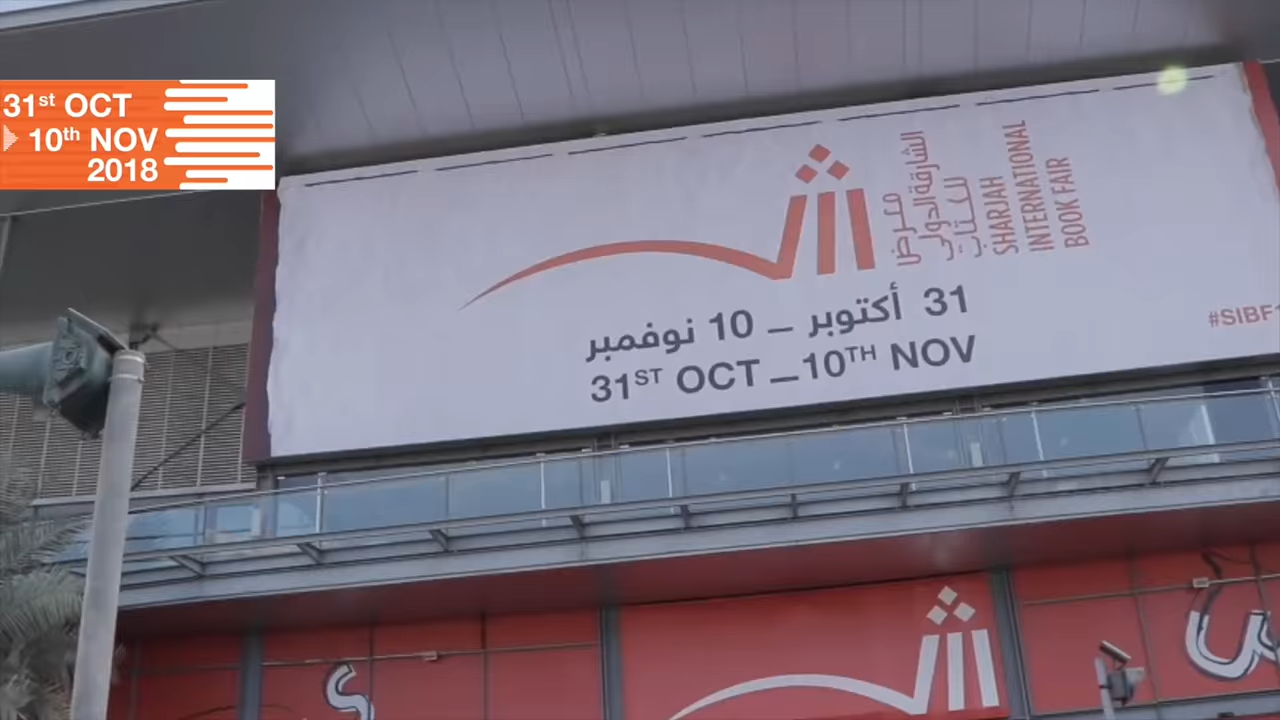 31st OCT
10th NOV
2018
معرض
الشارقة الدولي
للكتاب
SHARJAH
INTERNATIONAL
BOOK FAIR
31 أكتوبر – 10 نوفمبر
31ST OCT – 10TH NOV
#SIBF